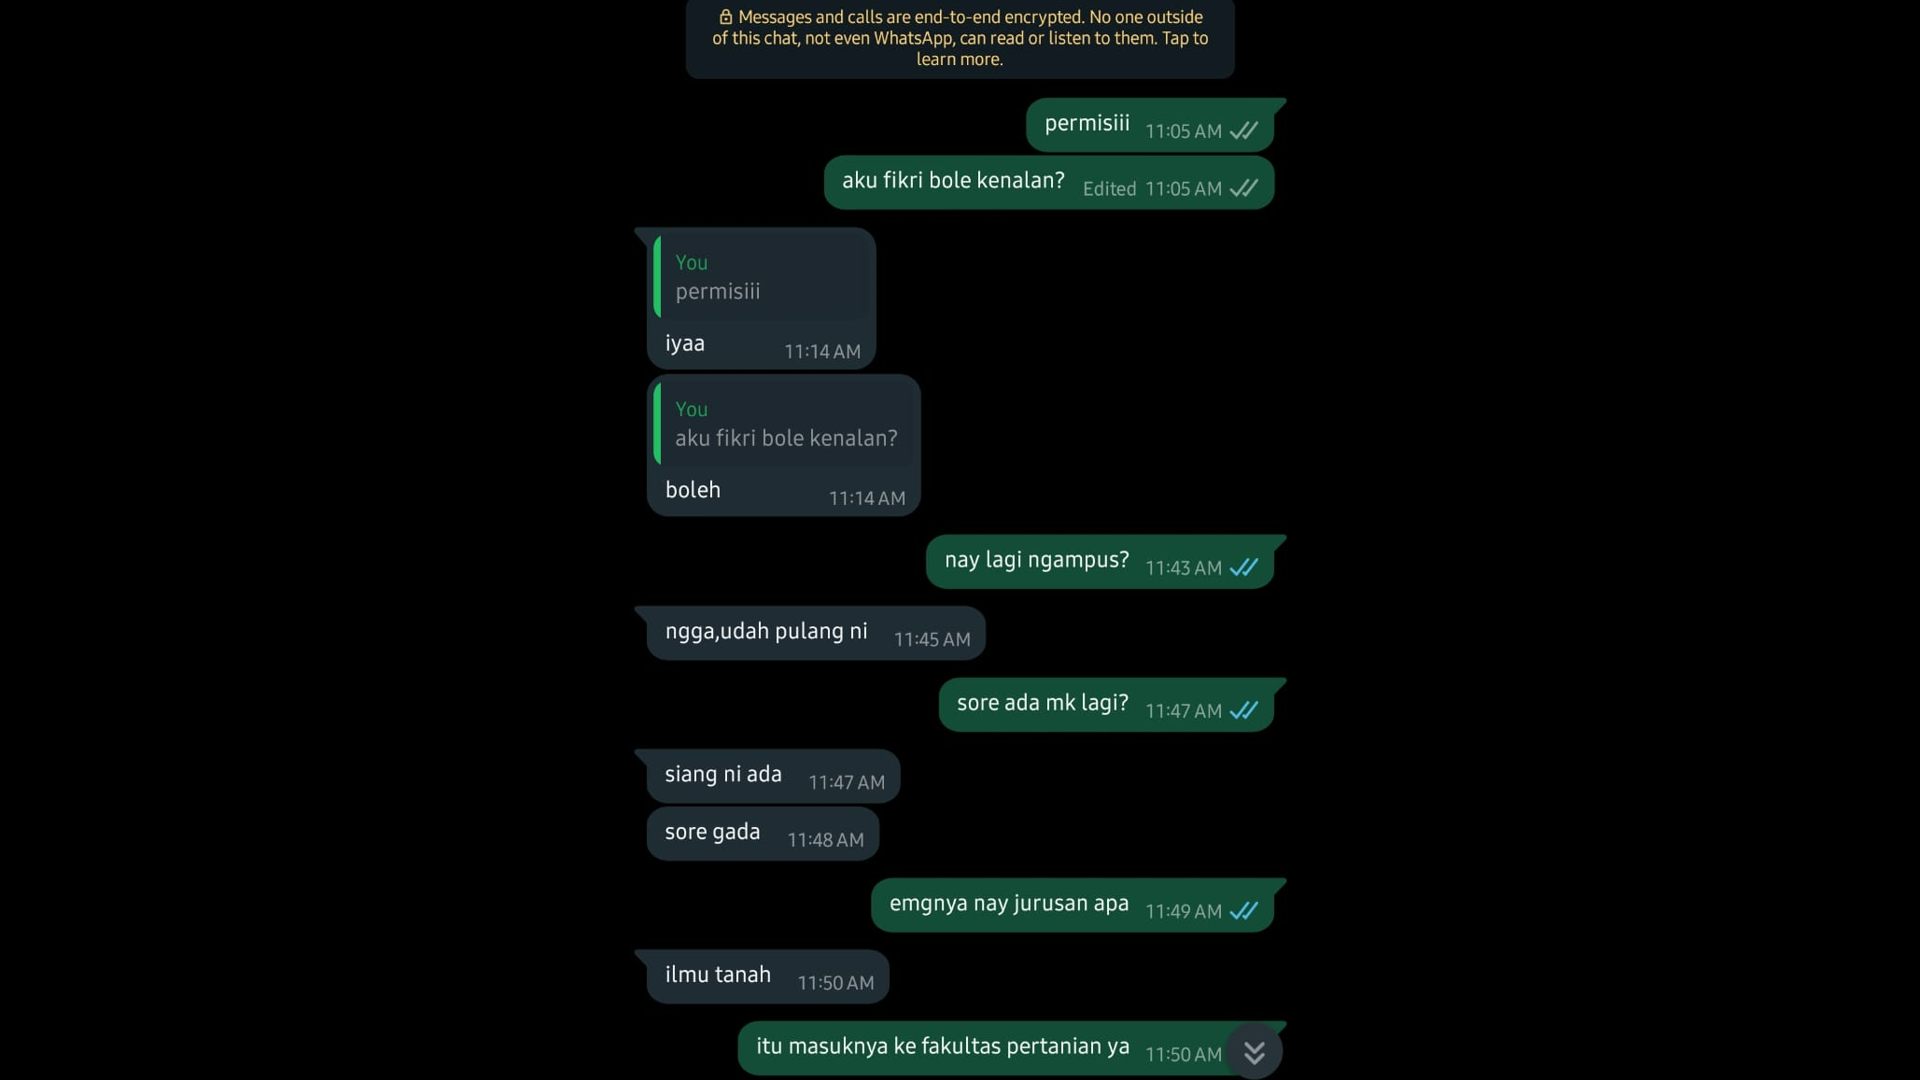 Messages and calls are end-to-end encrypted. No one outside
of this chat, not even WhatsApp, can read or listen to them. Tap to
learn more.
permisiii 11:05 AM
aku fikri bole kenalan? Edited 11:05 AM
You
permisiii
iyaa 11:14 AM
You
aku fikri bole kenalan?
boleh 11:14 AM
nay lagi ngampus? 11:43 AM
ngga,udah pulang ni 11:45 AM
sore ada mk lagi? 11:47 AM
siang ni ada 11:47 AM
sore gada 11:48 AM
emgnya nay jurusan apa 11:49 AM
ilmu tanah 11:50 AM
itu masuknya ke fakultas pertanian ya 11:50 AM